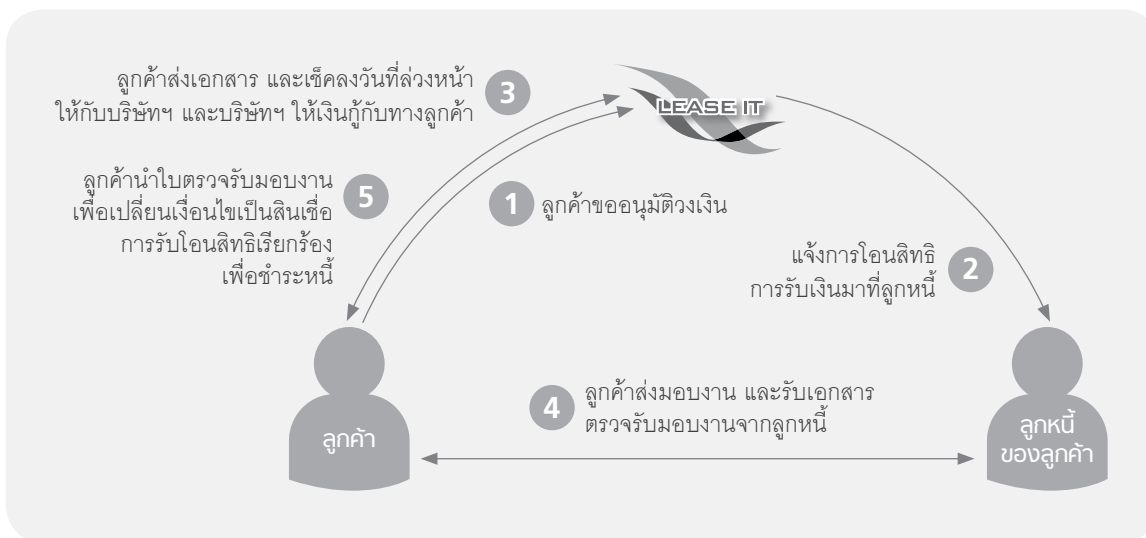 ลูกค้าส่งเอกสาร และเช็คลงวันที่ล่วงหน้า
ให้กับบริษัทฯ และบริษัทฯ ให้เงินกู้กับทางลูกค้า
3
LEASE IT
ลูกค้านำใบตรวจรับมอบงาน
เพื่อเปลี่ยนเงื่อนไขเป็นสินเชื่อ
การรับโอนสิทธิเรียกร้อง
เพื่อชำระหนี้
5
1 ลูกค้าขออนุมัติวงเงิน
แจ้งการโอนสิทธิ
การรับเงินมาที่ลูกหนี้
2
4
ลูกค้าส่งมอบงาน และรับเอกสาร
ตรวจรับมอบงานจากลูกหนี้
ลูกค้า
ลูกหนี้
ของลูกค้า